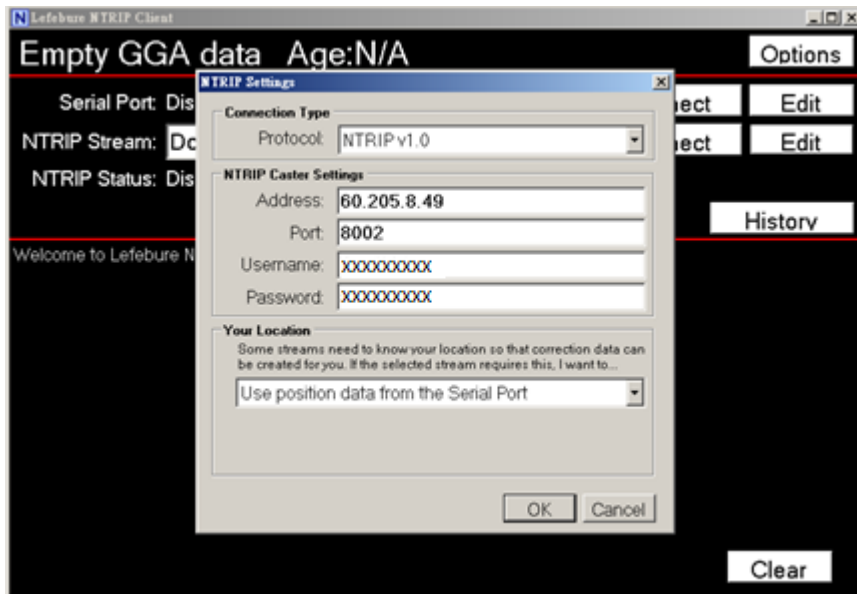 Lefebure NTRIP Client
Empty GGA data Age:N/A
Options
NTRIP Settings
Serial Port: Dis
nect
Edit
NTRIP Stream: Do
nect
Edit
NTRIP Status: Dis
History
Welcome to Lefebure N
Connection Type
Protocol: NTRIP v1.0
NTRIP Caster Settings
Address: 60.205.8.49
Port: 8002
Username: XXXXXXXXX
Password: XXXXXXXXX
Your Location
Some streams need to know your location so that correction data can
be created for you. If the selected stream requires this, I want to...
Use position data from the Serial Port
OK
Cancel
Clear